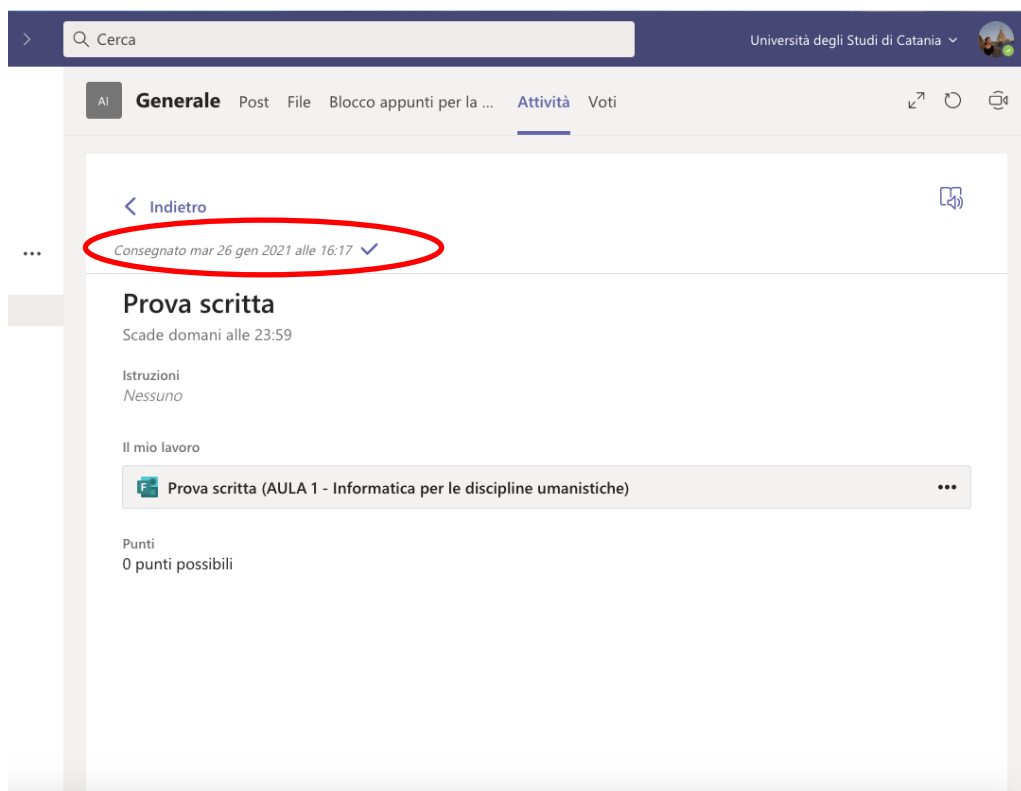 Cerca
Università degli Studi di Catania
AI
Generale Post File Blocco appunti per la ... Attività Voti
Indietro
Consegnato mar 26 gen 2021 alle 16:17
Prova scritta
Scade domani alle 23:59
Istruzioni
Nessuno
Il mio lavoro
F Prova scritta (AULA 1 - Informatica per le discipline umanistiche)
Punti
0 punti possibili